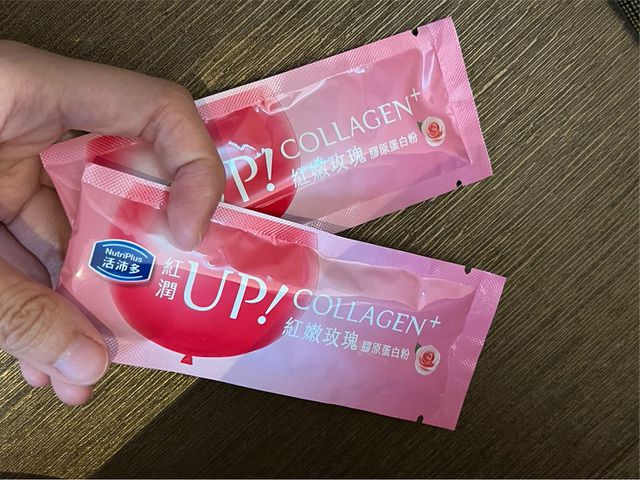 P! COLLAGEN+
紅嫩玫瑰 膠原蛋白粉
NutriPlus
活沛多
紅潤 UP! COLLAGEN+
紅嫩玫瑰 膠原蛋白粉